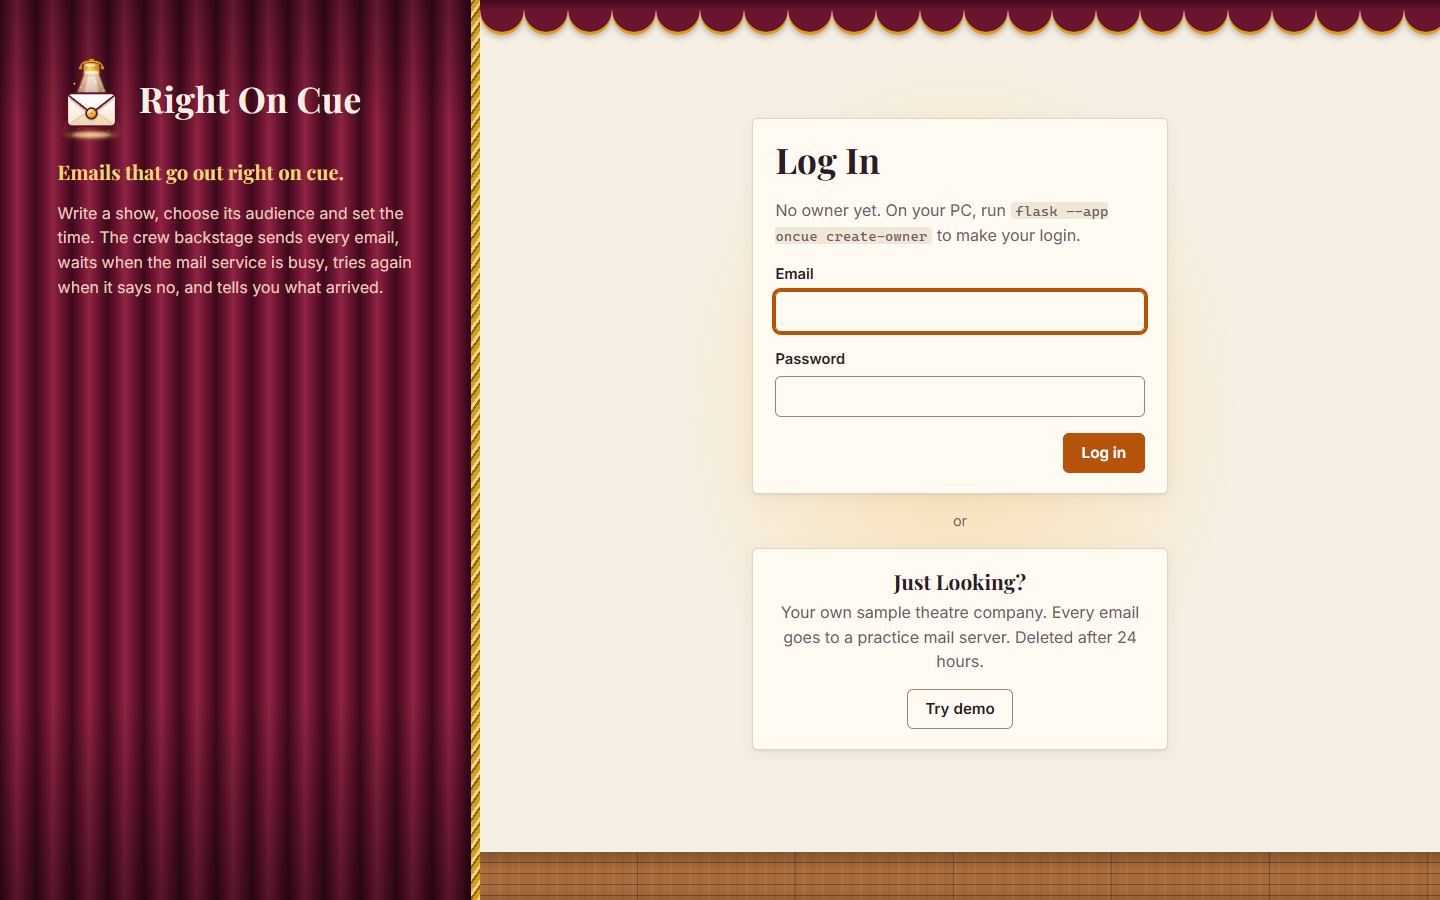 Right On Cue
Emails that go out right on cue.
Write a show, choose its audience and set the
time. The crew backstage sends every email,
waits when the mail service is busy, tries again
when it says no, and tells you what arrived.
Log In
No owner yet. On your PC, run flask --app
oncue create-owner to make your login.
Email
Password
Log in
or
Just Looking?
Your own sample theatre company. Every email
goes to a practice mail server. Deleted after 24
hours.
Try demo